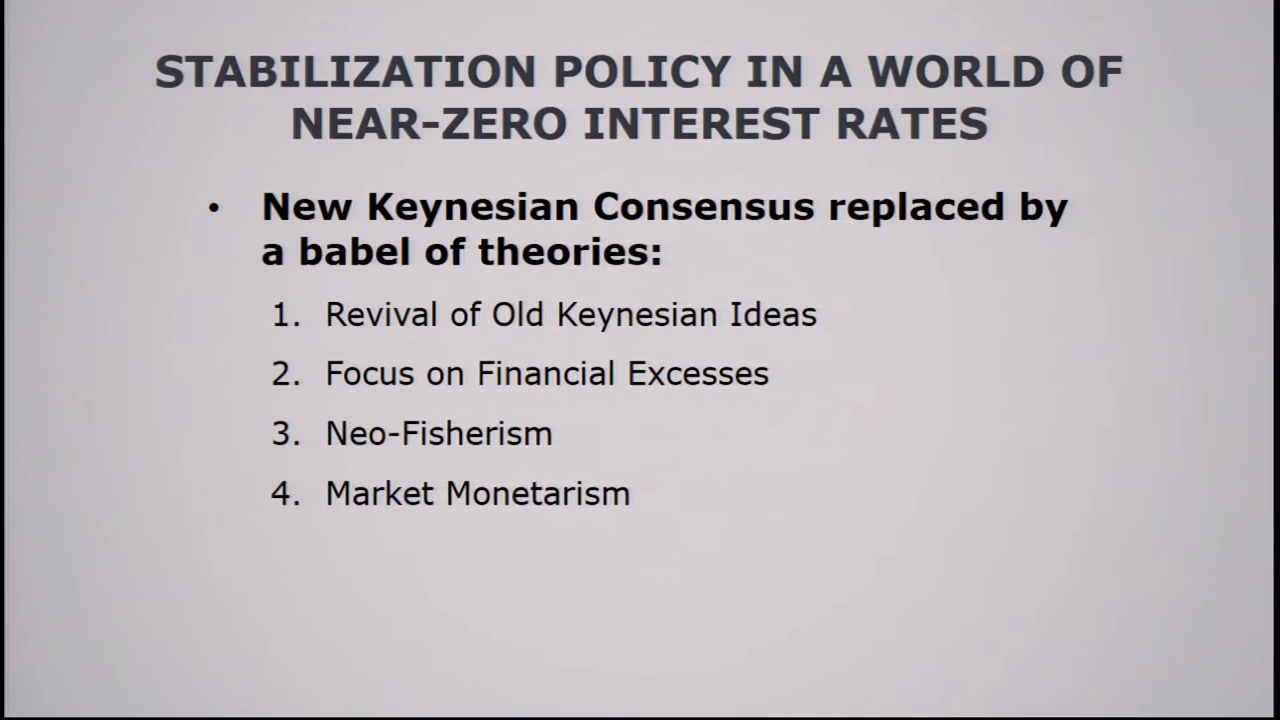 STABILIZATION POLICY IN A WORLD OF
NEAR-ZERO INTEREST RATES
• New Keynesian Consensus replaced by
a babel of theories:
1. Revival of Old Keynesian Ideas
2. Focus on Financial Excesses
3. Neo-Fisherism
4. Market Monetarism